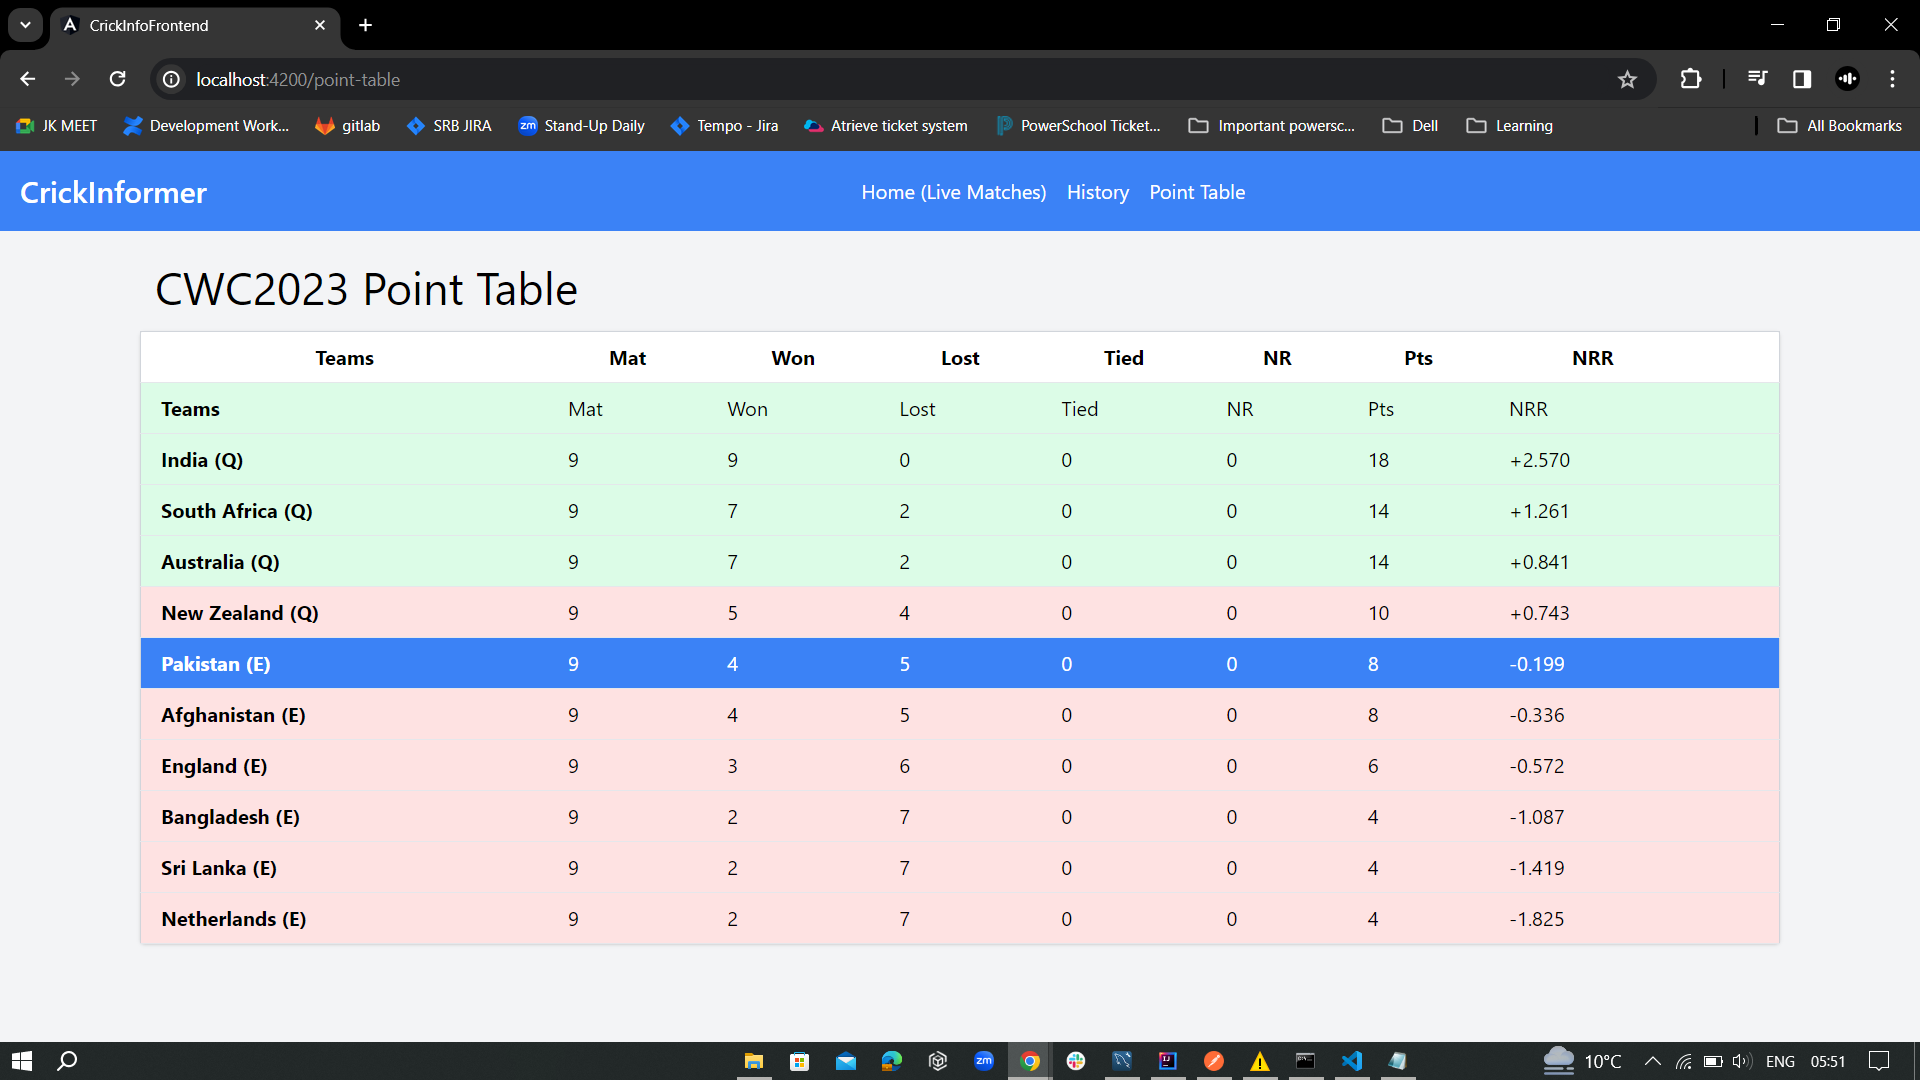 CrickInfoFrontend
localhost:4200/point-table
JK MEET Development Work... gitlab SRB JIRA zm Stand-Up Daily Tempo - Jira Atrieve ticket system PowerSchool Ticket... Important powersc... Dell Learning All Bookmarks
CrickInformer Home (Live Matches) History Point Table
CWC2023 Point Table
Teams Mat Won Lost Tied NR Pts NRR
Teams Mat Won Lost Tied NR Pts NRR
India (Q) 9 9 0 0 0 18 +2.570
South Africa (Q) 9 7 2 0 0 14 +1.261
Australia (Q) 9 7 2 0 0 14 +0.841
New Zealand (Q) 9 5 4 0 0 10 +0.743
Pakistan (E) 9 4 5 0 0 8 -0.199
Afghanistan (E) 9 4 5 0 0 8 -0.336
England (E) 9 3 6 0 0 6 -0.572
Bangladesh (E) 9 2 7 0 0 4 -1.087
Sri Lanka (E) 9 2 7 0 0 4 -1.419
Netherlands (E) 9 2 7 0 0 4 -1.825
zm 10°C ENG 05:51